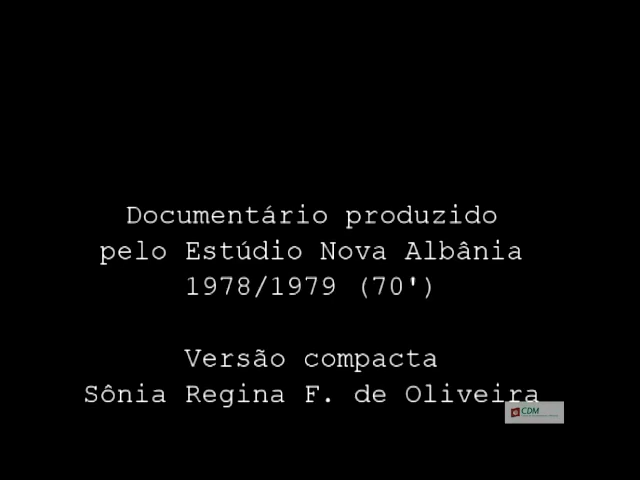 Documentário produzido
pelo Estúdio Nova Albânia
1978/1979 (70')
Versão compacta
Sônia Regina F. de Oliveira
CDM